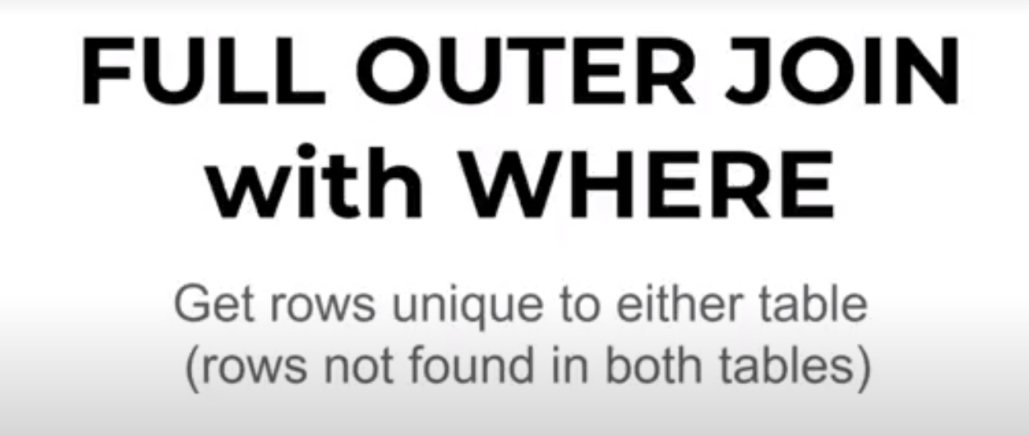 FULL OUTER JOIN
with WHERE
Get rows unique to either table
(rows not found in both tables)